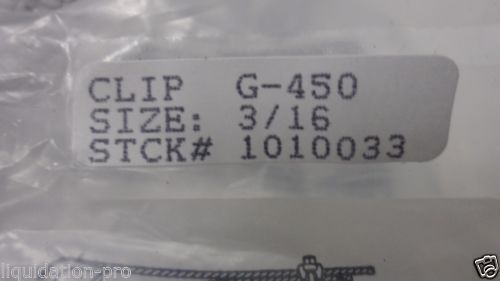 CLIP G-450
SIZE: 3/16
STCK# 1010033
liquidation-pro